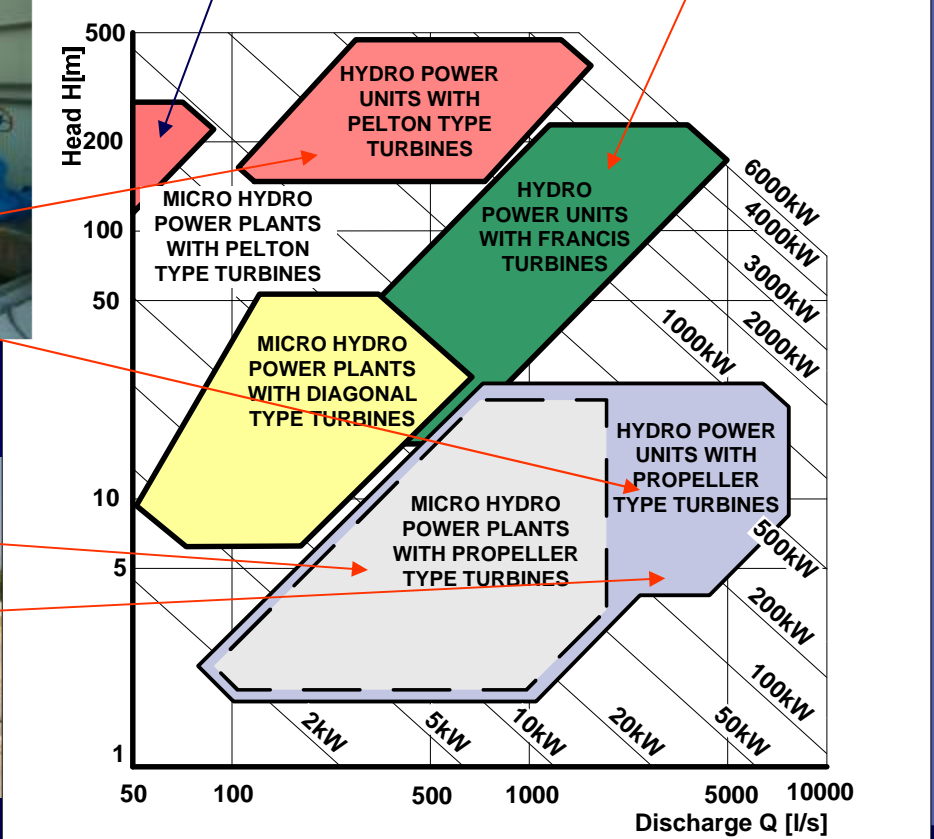 Head H[m]
500
200
100
50
10
5
1
HYDRO POWER
UNITS WITH
PELTON TYPE
TURBINES
MICRO HYDRO
POWER PLANTS
WITH PELTON
TYPE TURBINES
HYDRO
POWER UNITS
WITH FRANCIS
TURBINES
MICRO HYDRO
POWER PLANTS
WITH DIAGONAL
TYPE TURBINES
HYDRO POWER
UNITS WITH
PROPELLER
TYPE TURBINES
MICRO HYDRO
POWER PLANTS
WITH PROPELLER
TYPE TURBINES
6000kW
4000kW
3000kW
2000kW
1000kW
500kW
200kW
100kW
50kW
20kW
10kW
5kW
2kW
50
100
500
1000
5000
10000
Discharge Q [l/s]